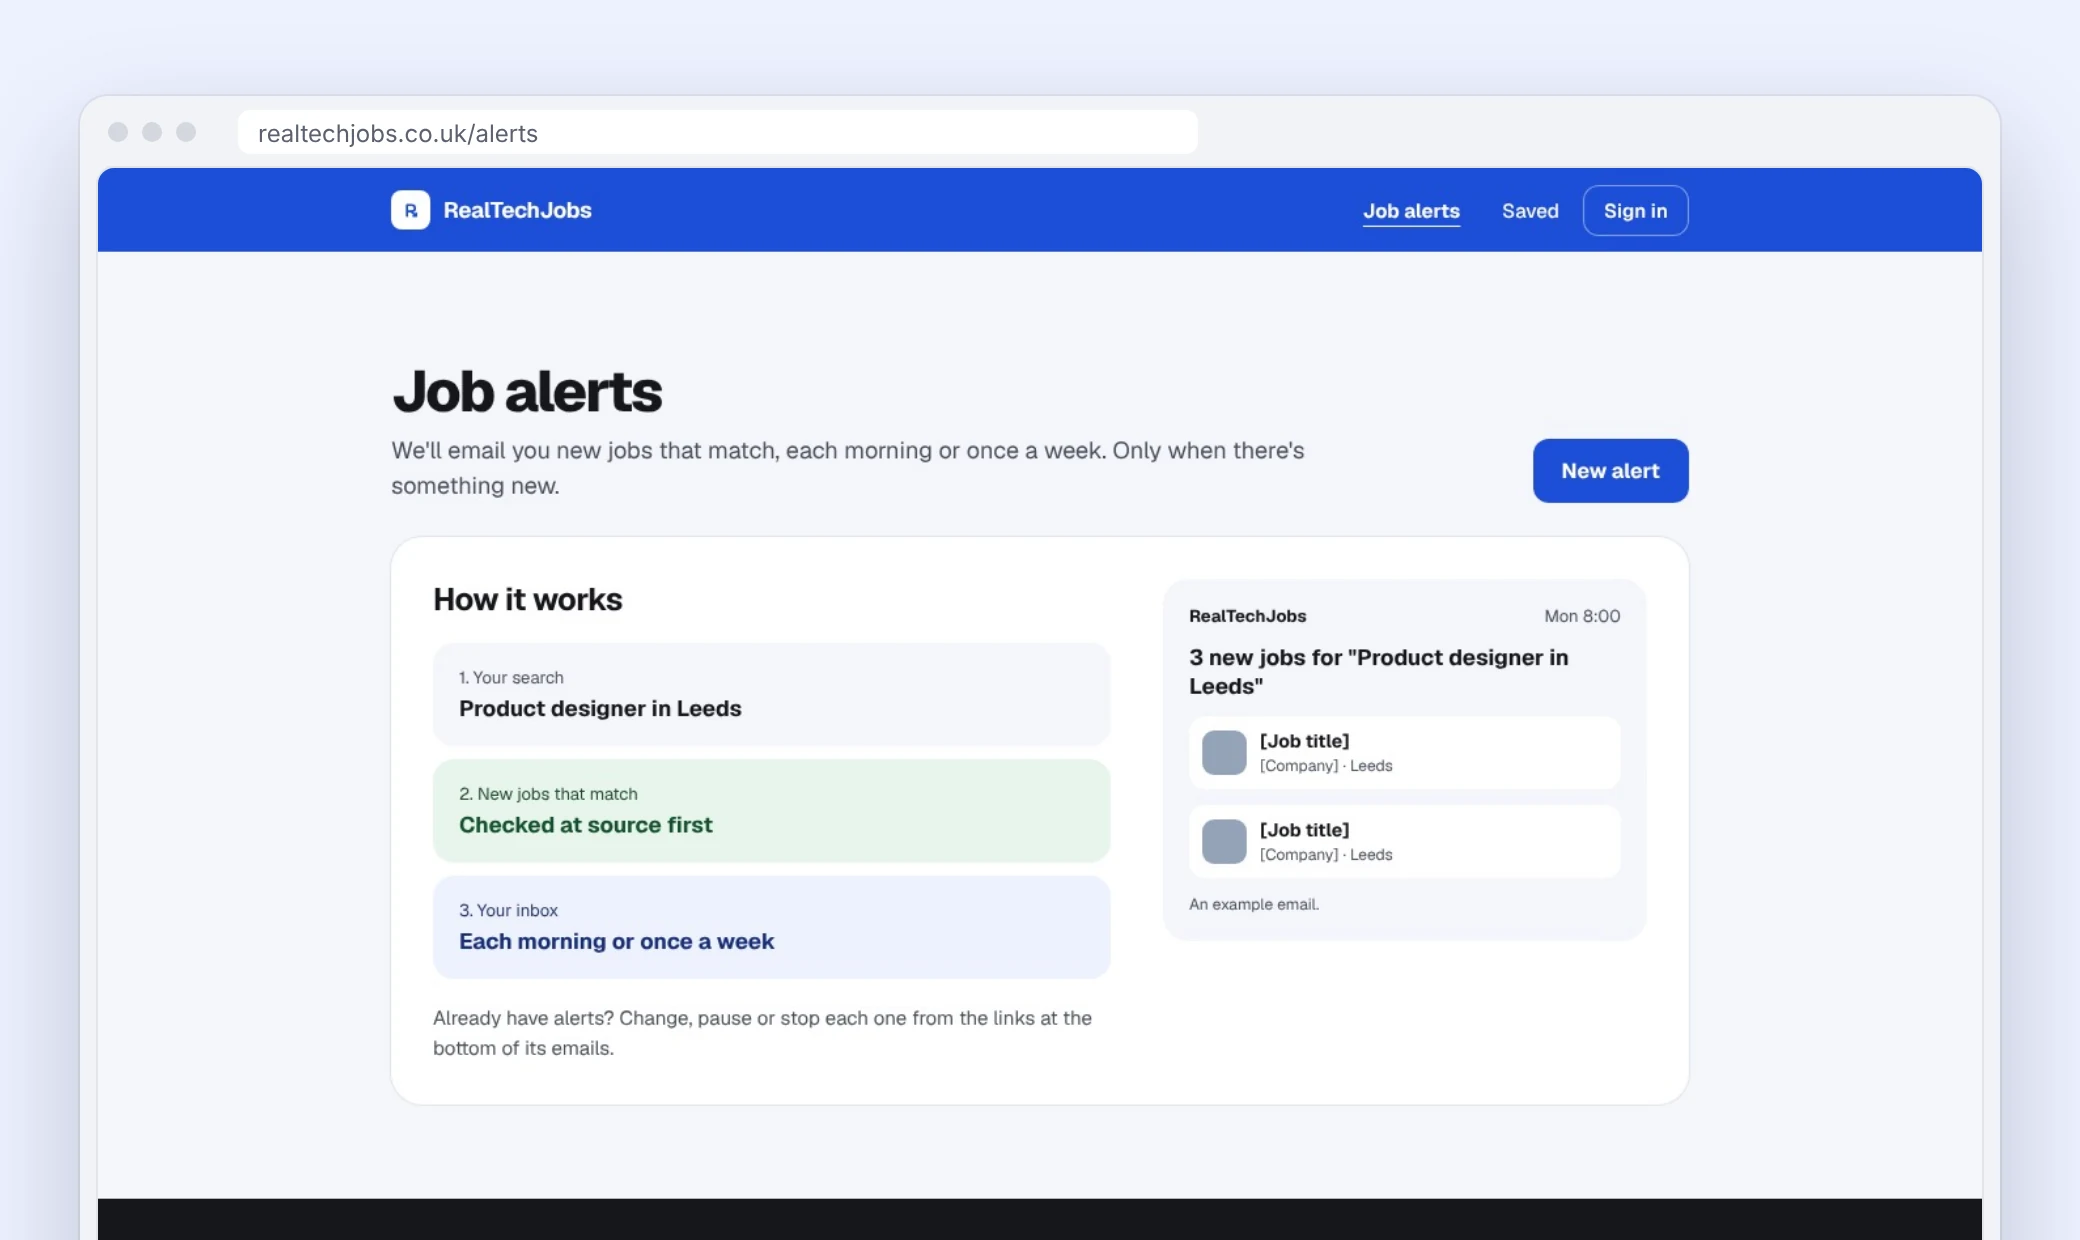 realtechjobs.co.uk/alerts
R
RealTechJobs
Job alerts
Saved
Sign in
Job alerts
We'll email you new jobs that match, each morning or once a week. Only when there's
something new.
New alert
How it works
1. Your search
Product designer in Leeds
2. New jobs that match
Checked at source first
3. Your inbox
Each morning or once a week
Already have alerts? Change, pause or stop each one from the links at the
bottom of its emails.
RealTechJobs
Mon 8:00
3 new jobs for "Product designer in
Leeds"
[Job title]
[Company] · Leeds
[Job title]
[Company] · Leeds
An example email.